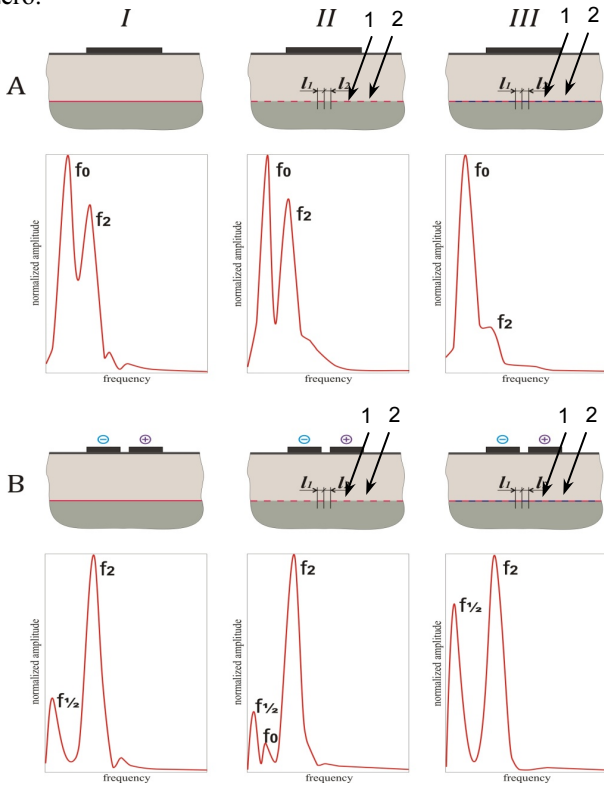 zero.
I II 1 2 III 1 2
A
l₁ l₂
l₁ l₂
f₀
f₂
normalized amplitude
frequency
f₀
f₂
normalized amplitude
frequency
f₀
f₂
normalized amplitude
frequency
B
⊖ ⊕
⊖ ⊕ 1 2
l₁ l₂
⊖ ⊕ 1 2
l₁
f₂
f½
normalized amplitude
frequency
f₂
f½
f₀
normalized amplitude
frequency
f₂
f½
normalized amplitude
frequency